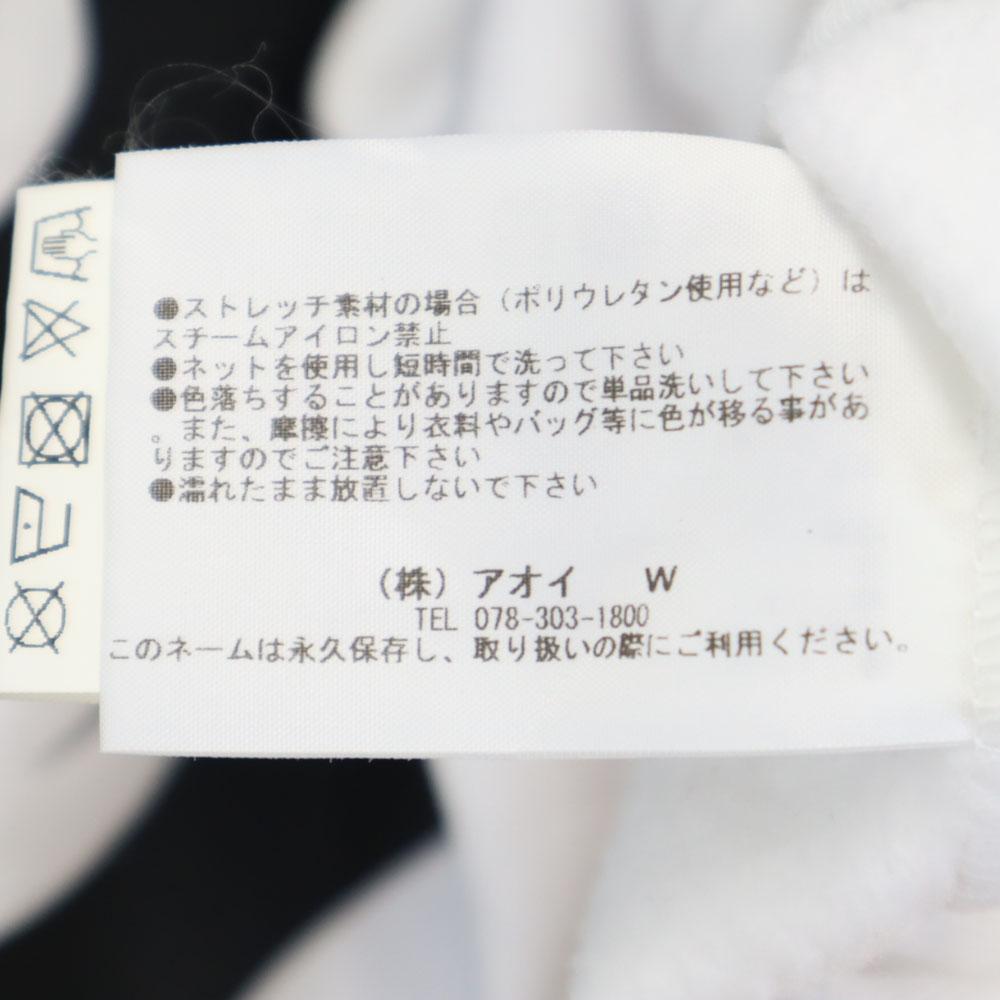 ●ストレッチ素材の場合（ポリウレタン使用など）は
スチームアイロン禁止
●ネットを使用し短時間で洗って下さい
●色落ちすることがありますので単品洗いして下さい
。また、摩擦により衣料やバッグ等に色が移る事があ
りますのでご注意下さい
●濡れたまま放置しないで下さい
（株）アオイ　W
TEL 078-303-1800
このネームは永久保存し、取り扱いの際にご利用ください。